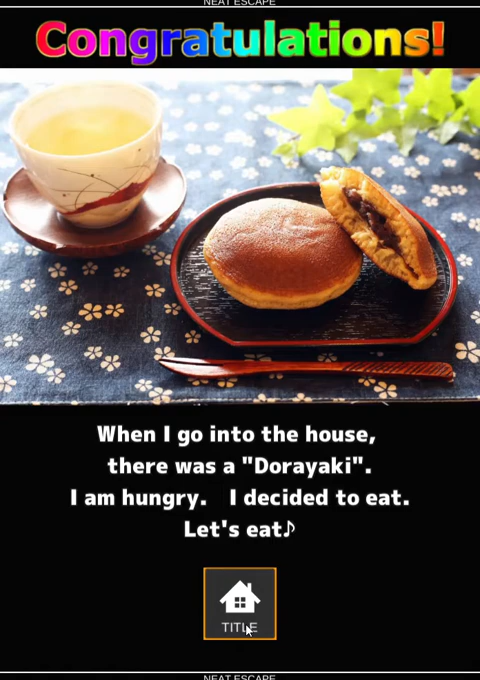 NEAT ESCAPE
Congratulations!
When I go into the house,
there was a "Dorayaki".
I am hungry. I decided to eat.
Let's eat♪
TITLE
NEAT ESCAPE